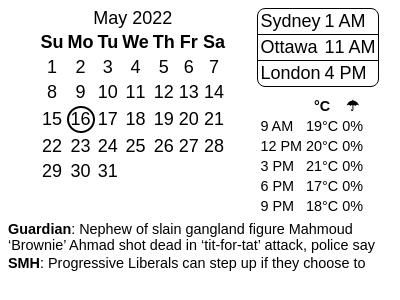 May 2022
Su Mo Tu We Th Fr Sa
1 2 3 4 5 6 7
8 9 10 11 12 13 14
15 16 17 18 19 20 21
22 23 24 25 26 27 28
29 30 31
Sydney 1 AM
Ottawa 11 AM
London 4 PM
°C ☂
9 AM 19°C 0%
12 PM 20°C 0%
3 PM 21°C 0%
6 PM 17°C 0%
9 PM 18°C 0%
Guardian: Nephew of slain gangland figure Mahmoud
‘Brownie’ Ahmad shot dead in ‘tit-for-tat’ attack, police say
SMH: Progressive Liberals can step up if they choose to